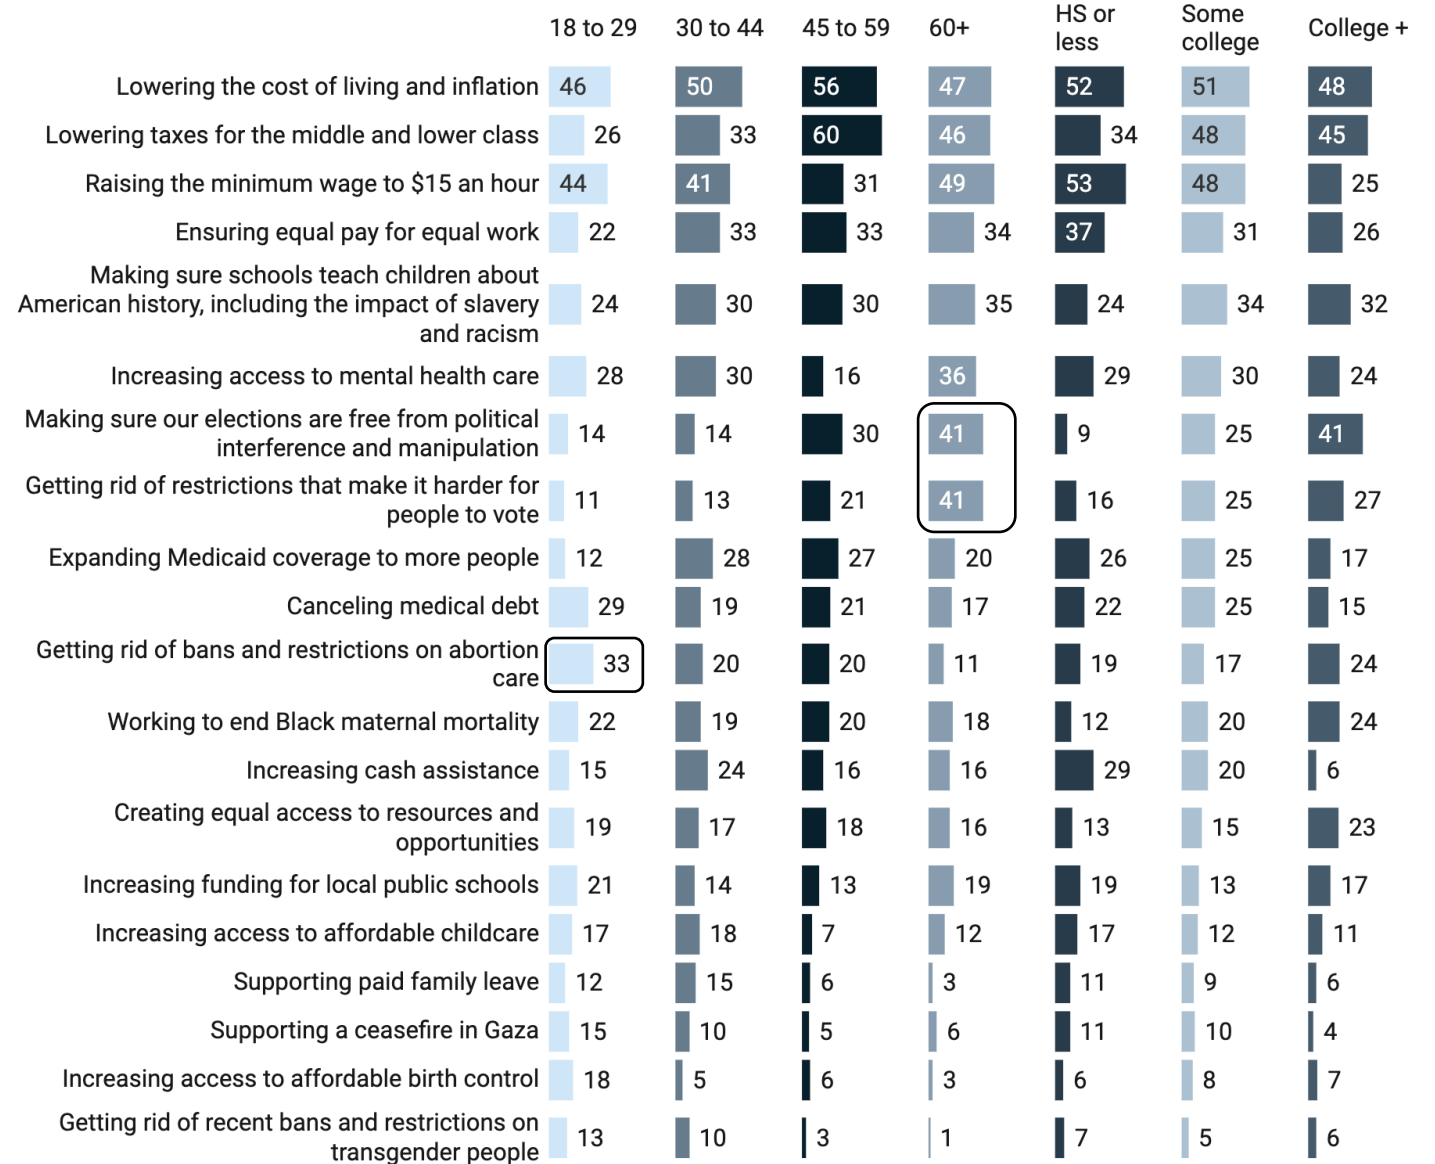 18 to 29 30 to 44 45 to 59 60+ HS or less Some college College +
Lowering the cost of living and inflation 46 50 56 47 52 51 48
Lowering taxes for the middle and lower class 26 33 60 46 34 48 45
Raising the minimum wage to $15 an hour 44 41 31 49 53 48 25
Ensuring equal pay for equal work 22 33 33 34 37 31 26
Making sure schools teach children about
American history, including the impact of slavery
and racism 24 30 30 35 24 34 32
Increasing access to mental health care 28 30 16 36 29 30 24
Making sure our elections are free from political
interference and manipulation 14 14 30 41 9 25 41
Getting rid of restrictions that make it harder for
people to vote 11 13 21 41 16 25 27
Expanding Medicaid coverage to more people 12 28 27 20 26 25 17
Canceling medical debt 29 19 21 17 22 25 15
Getting rid of bans and restrictions on abortion
care 33 20 20 11 19 17 24
Working to end Black maternal mortality 22 19 20 18 12 20 24
Increasing cash assistance 15 24 16 16 29 20 6
Creating equal access to resources and
opportunities 19 17 18 16 13 15 23
Increasing funding for local public schools 21 14 13 19 19 13 17
Increasing access to affordable childcare 17 18 7 12 17 12 11
Supporting paid family leave 12 15 6 3 11 9 6
Supporting a ceasefire in Gaza 15 10 5 6 11 10 4
Increasing access to affordable birth control 18 5 6 3 6 8 7
Getting rid of recent bans and restrictions on
transgender people 13 10 3 1 7 5 6